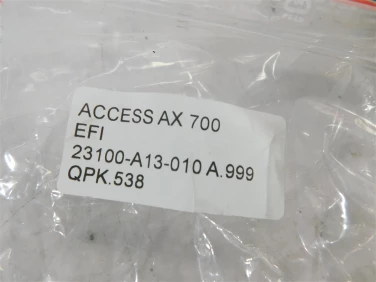 ACCESS AX 700
EFI
23100-A13-010 A.999
QPK.538